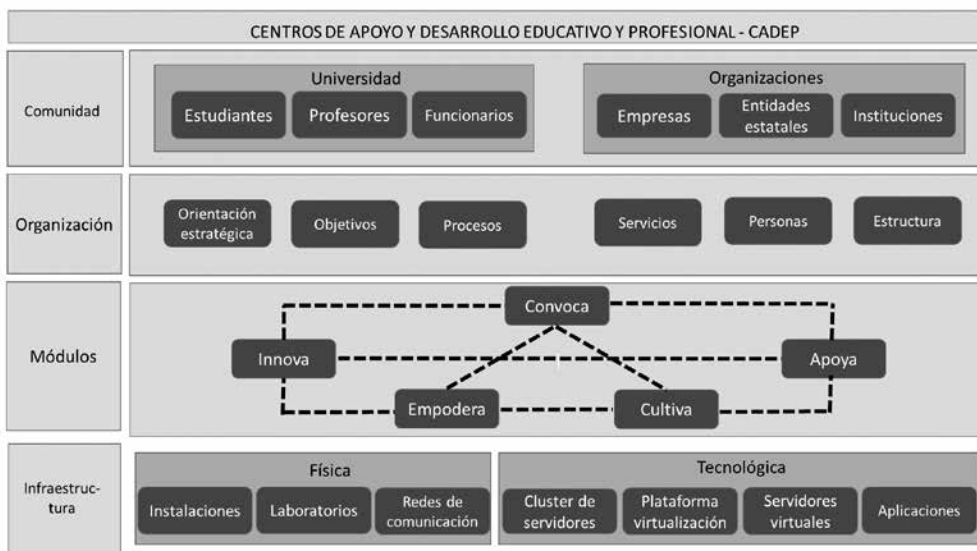 CENTROS DE APOYO Y DESARROLLO EDUCATIVO Y PROFESIONAL - CADEP
Comunidad
Universidad
Estudiantes
Profesores
Funcionarios
Organizaciones
Empresas
Entidades
estatales
Instituciones
Organización
Orientación
estratégica
Objetivos
Procesos
Servicios
Personas
Estructura
Módulos
Convoca
Innova
Apoya
Empodera
Cultiva
Infraestruc-
tura
Física
Instalaciones
Laboratorios
Redes de
comunicación
Tecnológica
Cluster de
servidores
Plataforma
virtualización
Servidores
virtuales
Aplicaciones